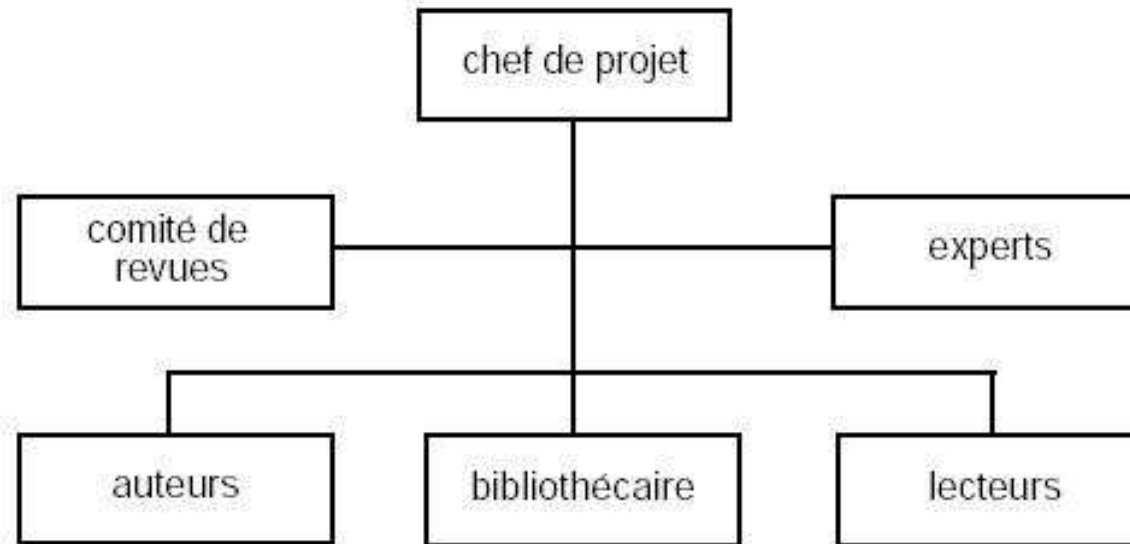 chef de projet
comité de
revues
experts
auteurs
bibliothécaire
lecteurs